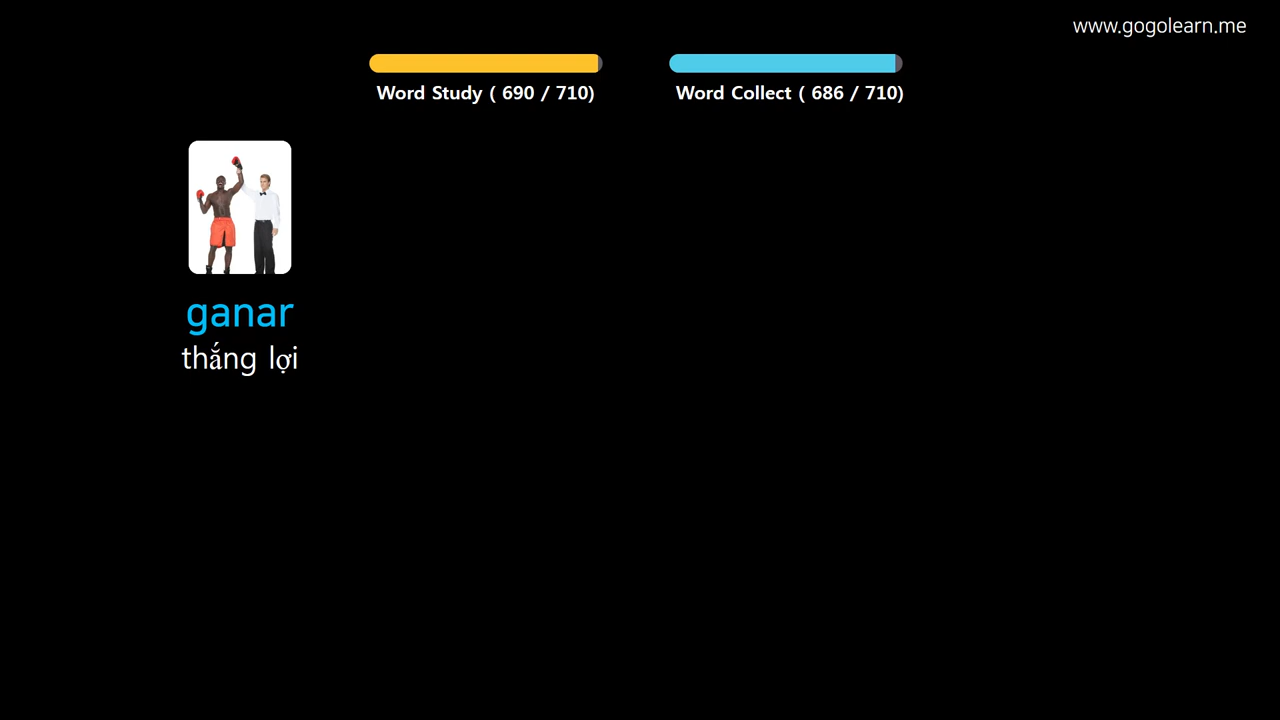 www.gogolearn.me
Word Study ( 690 / 710)
Word Collect ( 686 / 710)
ganar
thắng lợi